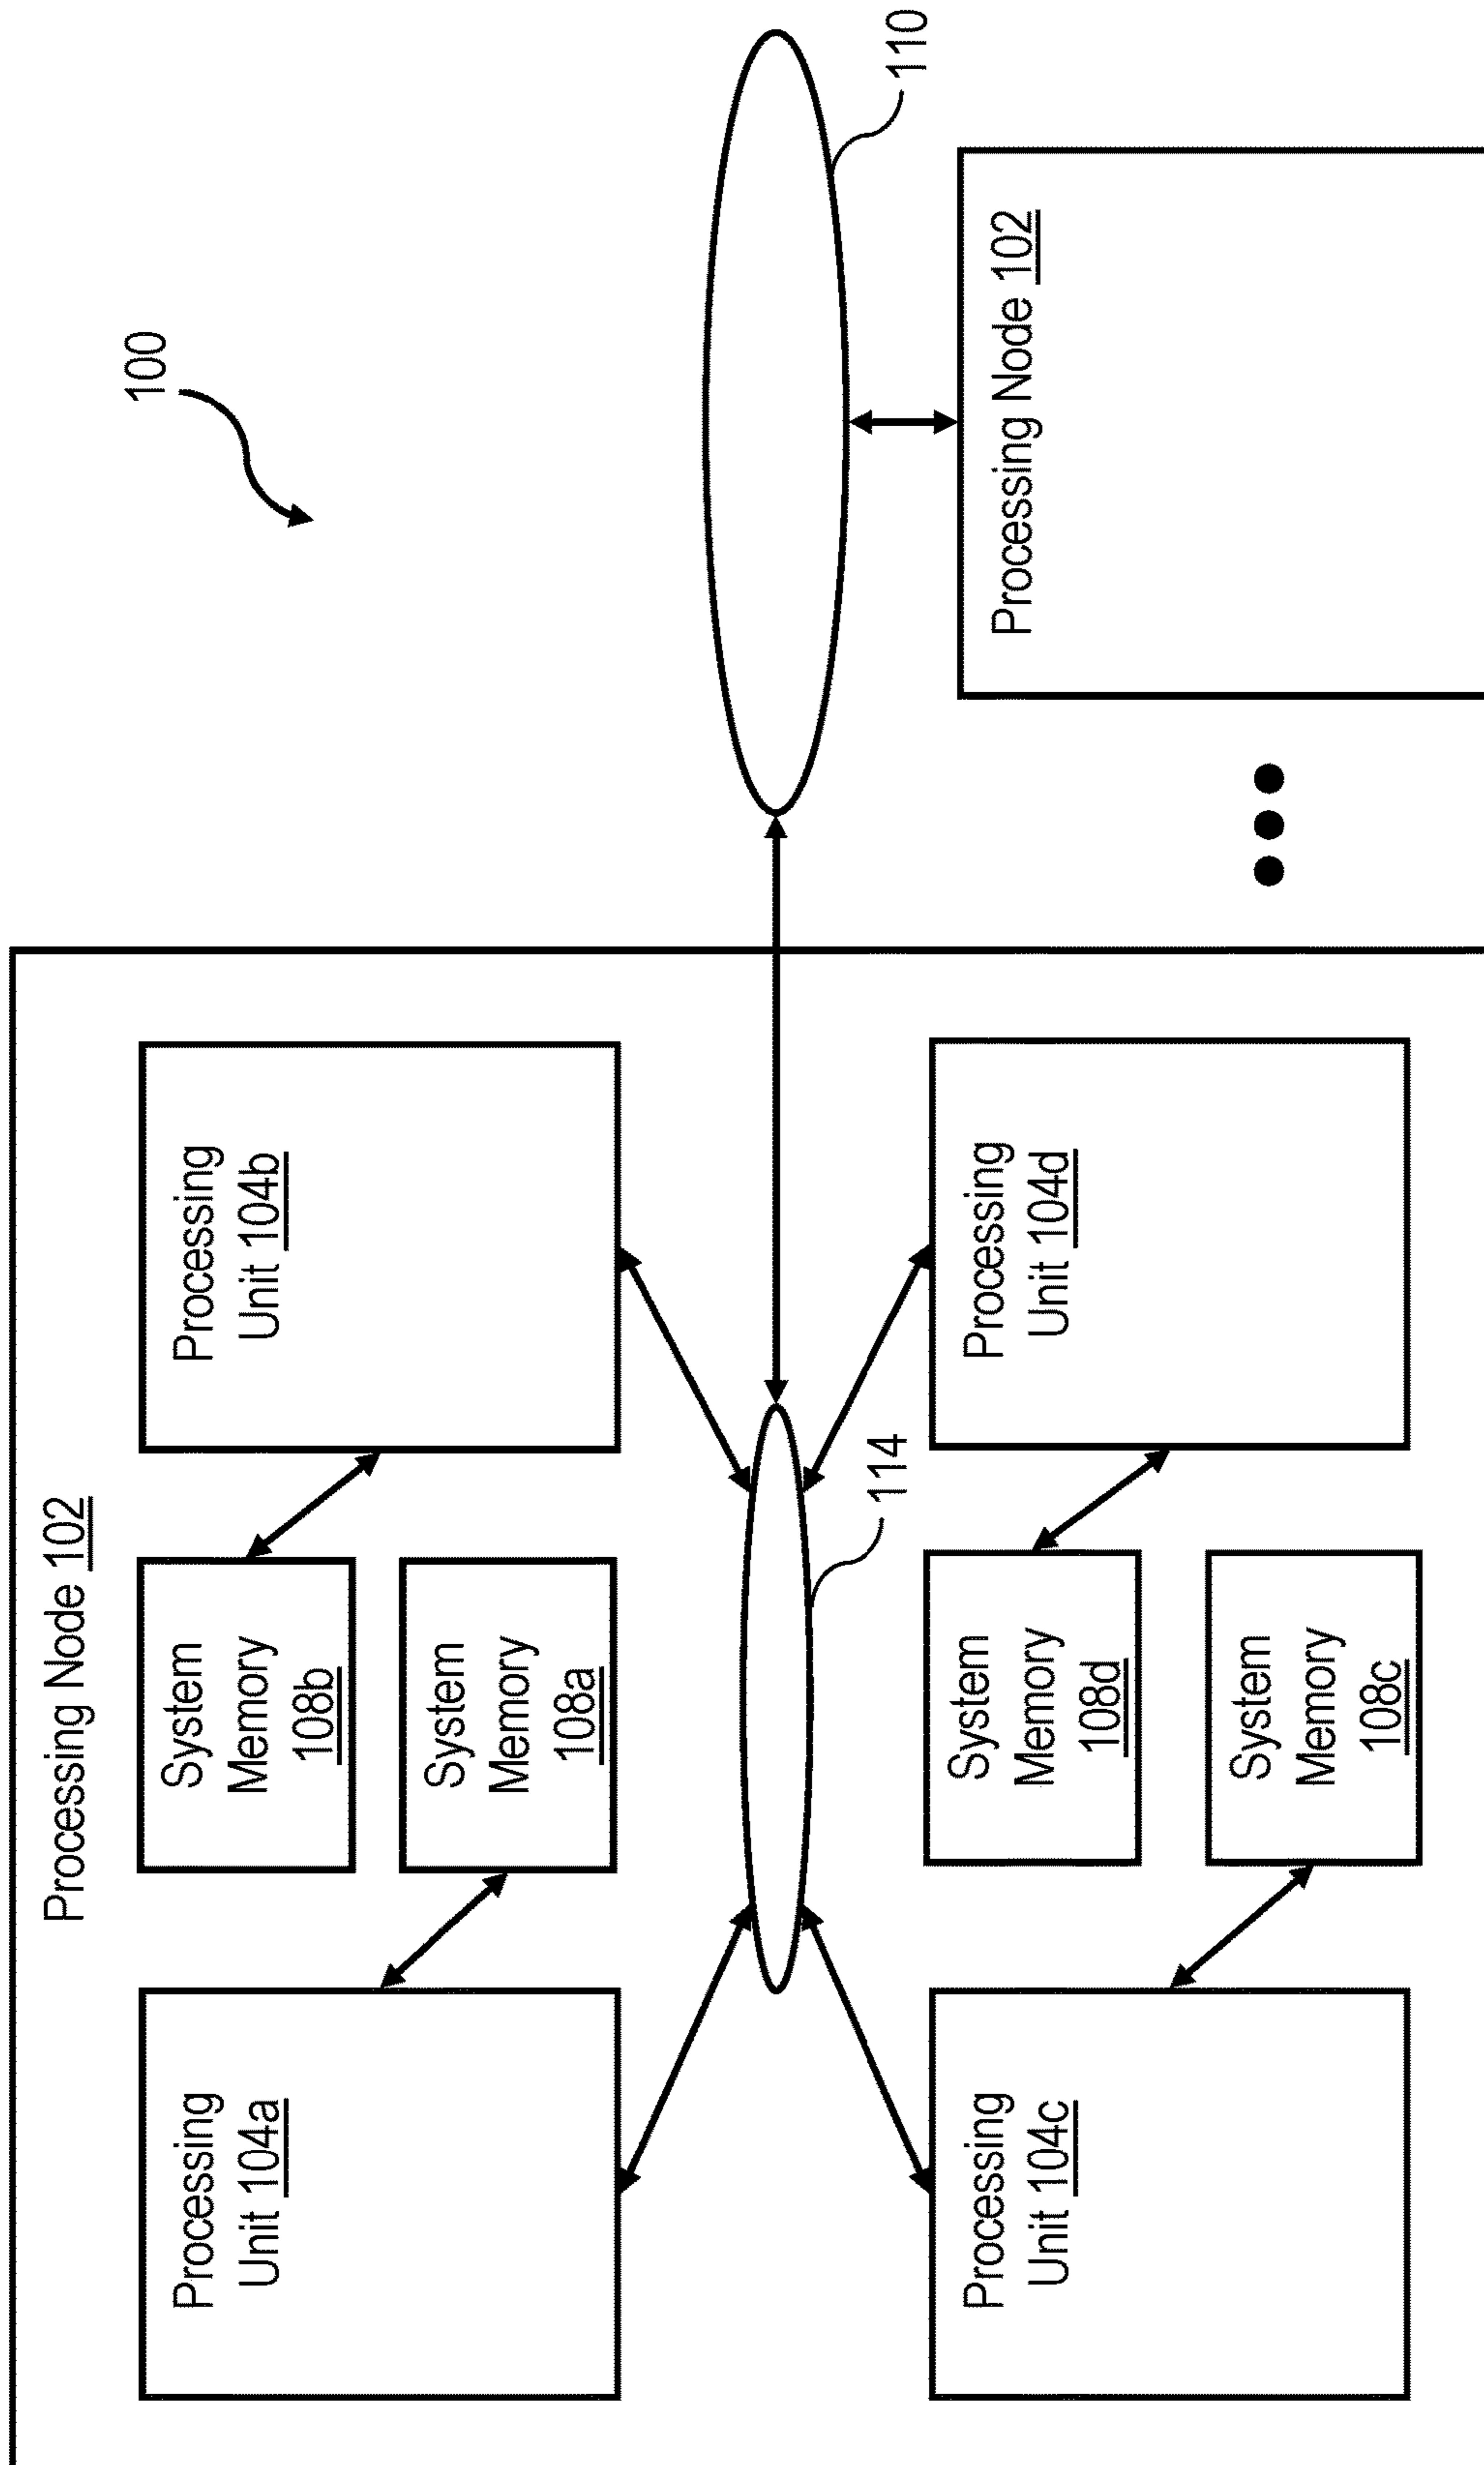 Processing Node 102
Processing
Unit 104a
System
Memory
108b
System
Memory
108a
Processing
Unit 104b
100
110
114
Processing
Unit 104c
System
Memory
108d
System
Memory
108c
Processing
Unit 104d
Processing Node 102